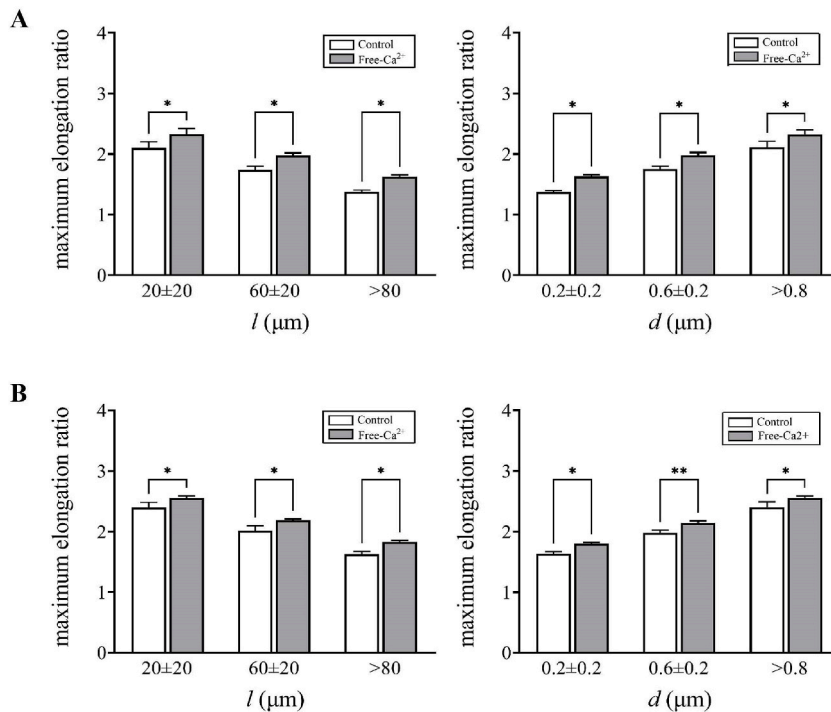 A
maximum elongation ratio
4
3
2
1
0
Control
Free-Ca²⁺
* * *
20±20 60±20 >80
l (μm)
maximum elongation ratio
4
3
2
1
0
Control
Free-Ca²⁺
* * *
0.2±0.2 0.6±0.2 >0.8
d (μm)
B
maximum elongation ratio
4
3
2
1
0
Control
Free-Ca²⁺
* * *
20±20 60±20 >80
l (μm)
maximum elongation ratio
4
3
2
1
0
Control
Free-Ca2+
* ** *
0.2±0.2 0.6±0.2 >0.8
d (μm)